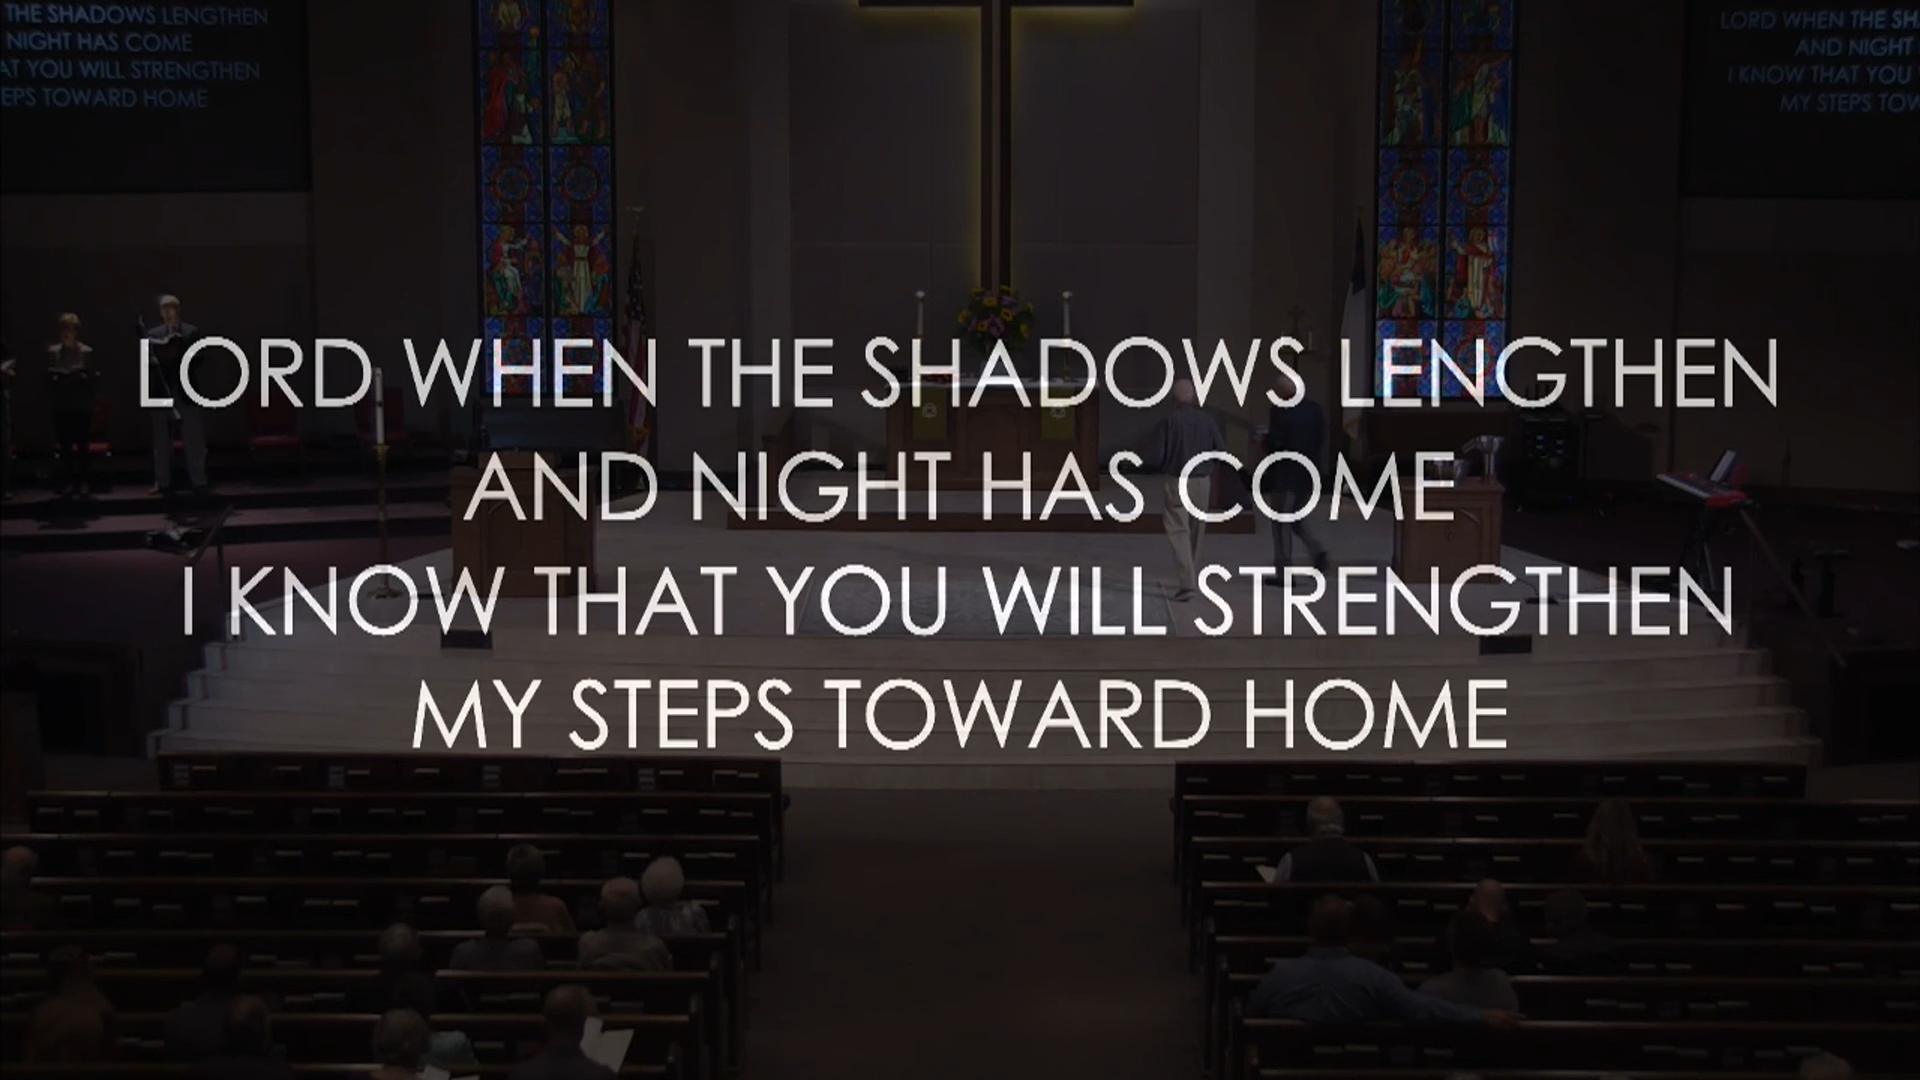 THE SHADOWS LENGTHEN
NIGHT HAS COME
AT YOU WILL STRENGTHEN
EPS TOWARD HOME
LORD WHEN THE SH
AND NIGHT
I KNOW THAT YOU
MY STEPS TOW
LORD WHEN THE SHADOWS LENGTHEN
AND NIGHT HAS COME
I KNOW THAT YOU WILL STRENGTHEN
MY STEPS TOWARD HOME